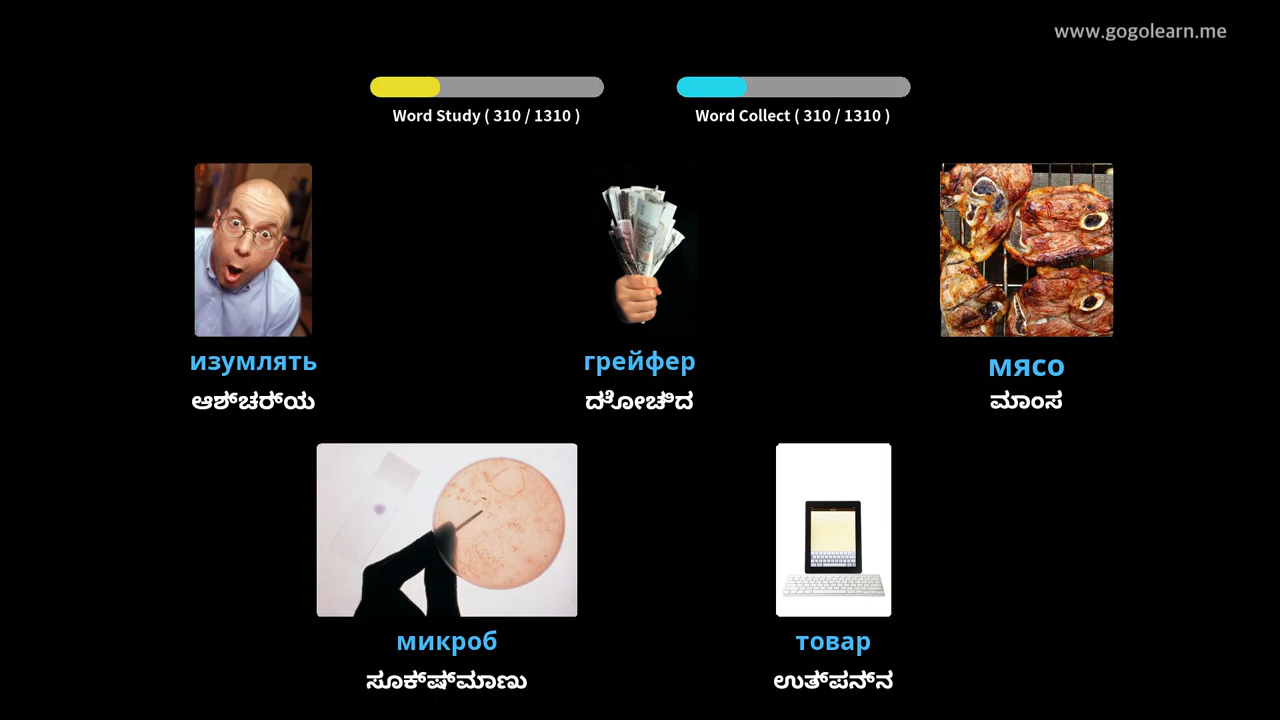 www.gogolearn.me
Word Study ( 310 / 1310 )
Word Collect ( 310 / 1310 )
изумлять
грейфер
мясо
ಆಶ್ಚರ್ಯ
ದೋಚಿದ
ಮಾಂಸ
микроб
товар
ಸೂಕ್ಷ್ಮಾಣು
ಉತ್ಪನ್ನ